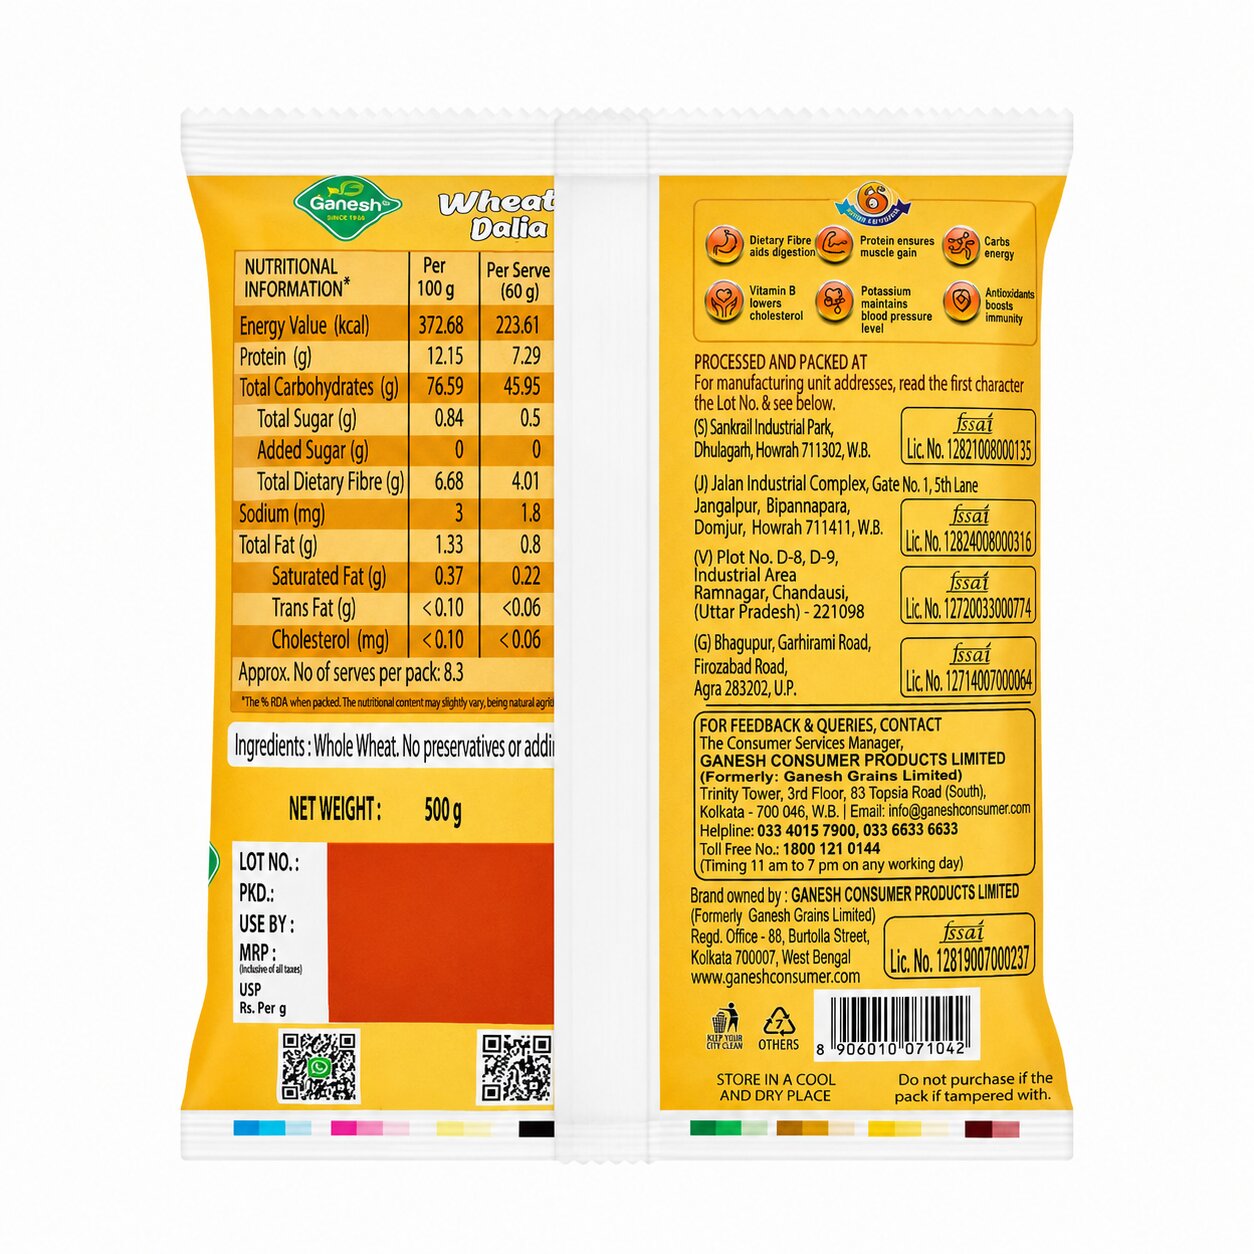 Ganesh
SINCE 1936
Wheat
Dalia
NUTRITIONAL INFORMATION* Per 100 g Per Serve (60 g)
Energy Value (kcal) 372.68 223.61
Protein (g) 12.15 7.29
Total Carbohydrates (g) 76.59 45.95
Total Sugar (g) 0.84 0.5
Added Sugar (g) 0 0
Total Dietary Fibre (g) 6.68 4.01
Sodium (mg) 3 1.8
Total Fat (g) 1.33 0.8
Saturated Fat (g) 0.37 0.22
Trans Fat (g) <0.10 <0.06
Cholesterol (mg) <0.10 <0.06
Approx. No of serves per pack: 8.3
*The % RDA when packed. The nutritional content may slightly vary, being natural
Ingredients : Whole Wheat. No preservatives or
NET WEIGHT : 500 g
LOT NO. :
PKD.:
USE BY :
MRP :
(Inclusive of all taxes)
USP
Rs. Per g
6
Dietary Fibre
aids digestion
Protein ensures
muscle gain
Carbs
energy
Vitamin B
lowers
cholesterol
Potassium
maintains
blood pressure
level
Antioxidants
boosts
immunity
PROCESSED AND PACKED AT
For manufacturing unit addresses, read the first character
the Lot No. & see below.
(S) Sankrail Industrial Park,
Dhulagarh, Howrah 711302, W.B.
fssai
Lic. No. 12821008000135
(J) Jalan Industrial Complex, Gate No. 1, 5th Lane
Jangalpur, Bipannapara,
Domjur, Howrah 711411, W.B.
fssai
Lic. No. 12824008000316
(V) Plot No. D-8, D-9,
Industrial Area
Ramnagar, Chandausi,
(Uttar Pradesh) - 221098
fssai
Lic. No. 12720033000774
(G) Bhagupur, Garhirami Road,
Firozabad Road,
Agra 283202, U.P.
fssai
Lic. No. 12714007000064
FOR FEEDBACK & QUERIES, CONTACT
The Consumer Services Manager,
GANESH CONSUMER PRODUCTS LIMITED
(Formerly: Ganesh Grains Limited)
Trinity Tower, 3rd Floor, 83 Topsia Road (South),
Kolkata - 700 046, W.B. | Email: info@ganeshconsumer.com
Helpline: 033 4015 7900, 033 6633 6633
Toll Free No.: 1800 121 0144
(Timing 11 am to 7 pm on any working day)
Brand owned by : GANESH CONSUMER PRODUCTS LIMITED
(Formerly Ganesh Grains Limited)
Regd. Office - 88, Burtolla Street,
Kolkata 700007, West Bengal
www.ganeshconsumer.com
fssai
Lic. No. 12819007000237
KEEP YOUR
CITY CLEAN
7
OTHERS
8 906010 071042
STORE IN A COOL
AND DRY PLACE
Do not purchase if the
pack if tampered with.